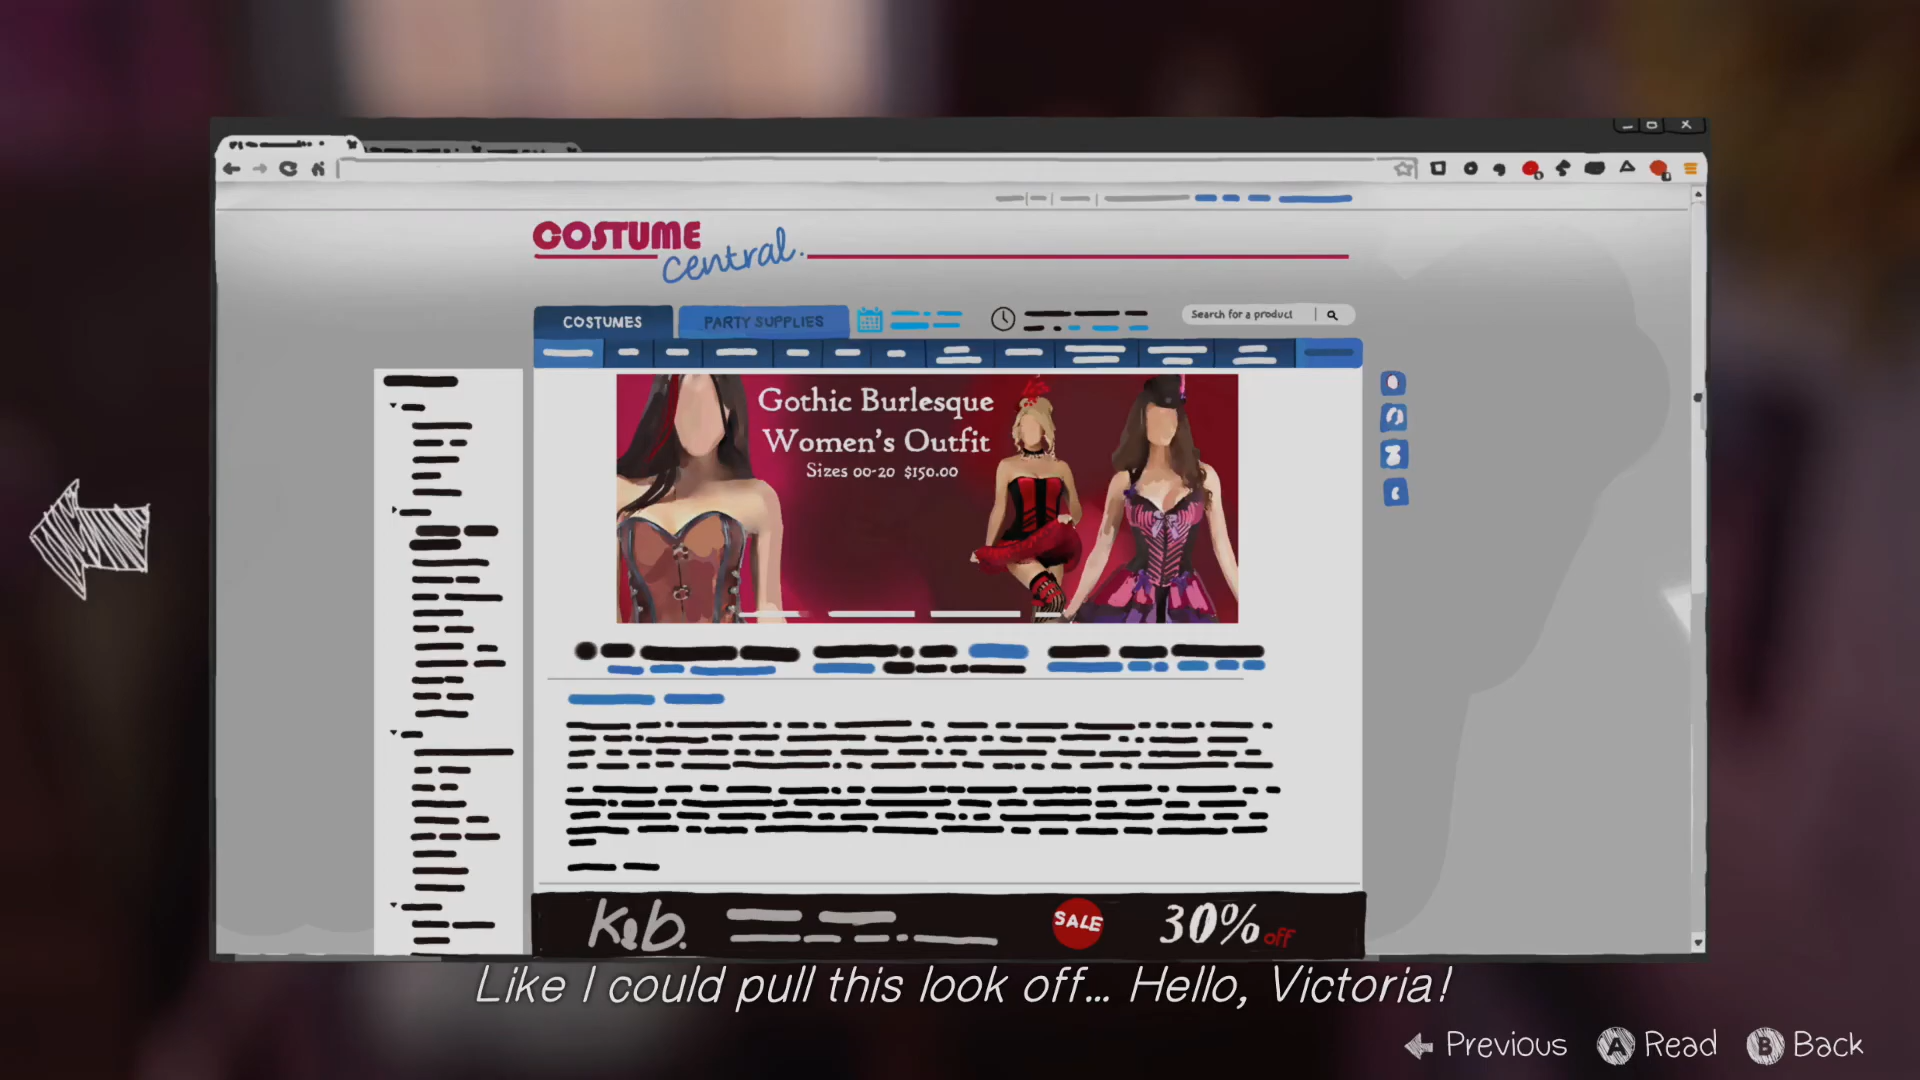 COSTUME
central.
COSTUMES
PARTY SUPPLIES
Search for a product
Gothic Burlesque
Women's Outfit
Sizes 00-20 $150.00
K&b.
SALE
30% off
Like I could pull this look off... Hello, Victoria!
Previous
A Read
B Back